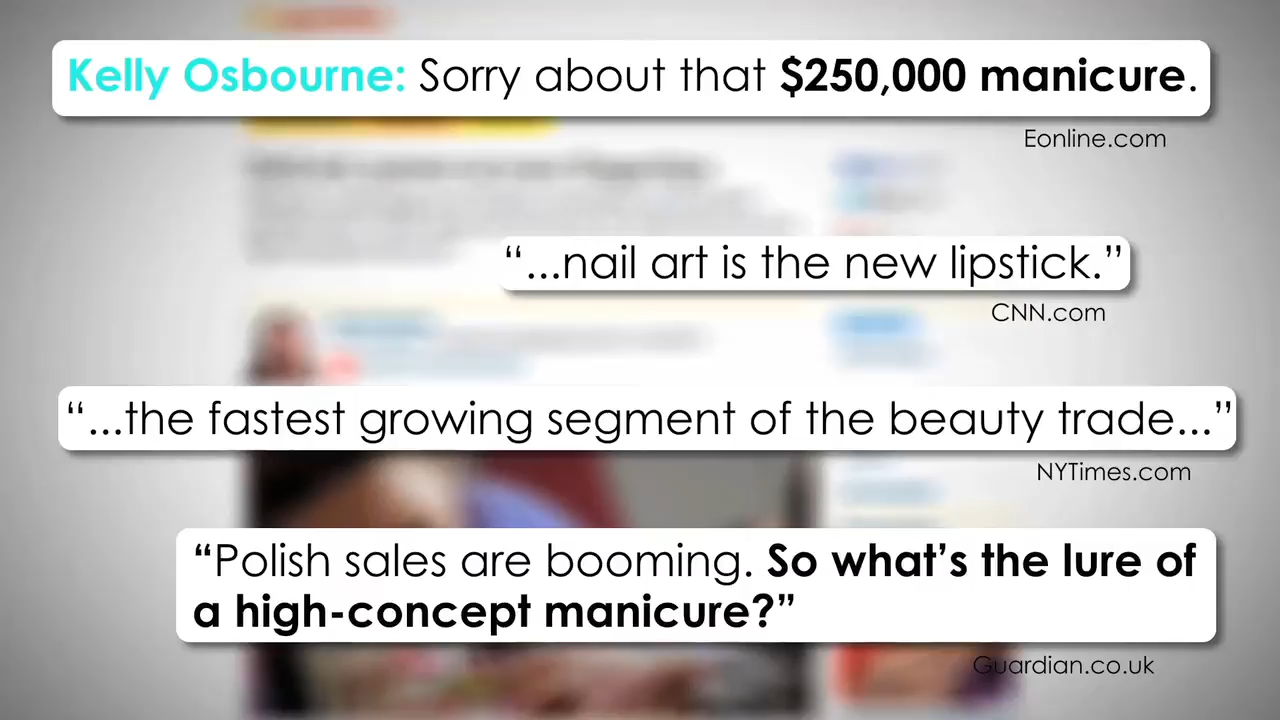 Kelly Osbourne: Sorry about that $250,000 manicure.
Eonline.com
“...nail art is the new lipstick.”
CNN.com
“...the fastest growing segment of the beauty trade...”
NYTimes.com
“Polish sales are booming. So what’s the lure of
a high-concept manicure?”
Guardian.co.uk